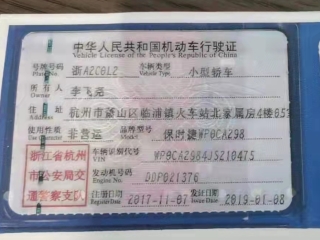 中华人民共和国机动车行驶证
Vehicle License of the People's Republic of China
号牌号码 浙A2C0L2 车辆类型 小型轿车
Plate No. Vehicle Type
所有人 李飞尧
Owner
住址 杭州市萧山区临浦镇火车站北家属房4幢
Address
使用性质 非营运 品牌型号 保时捷WP0CA298
Use Character Model
浙江省杭州
市公安局交
通警察支队
车辆识别代号
VIN
发动机号码 DDP021376
Engine No.
注册日期 2017-11-07 发证日期 2019-01-08
Register Date Issue Date